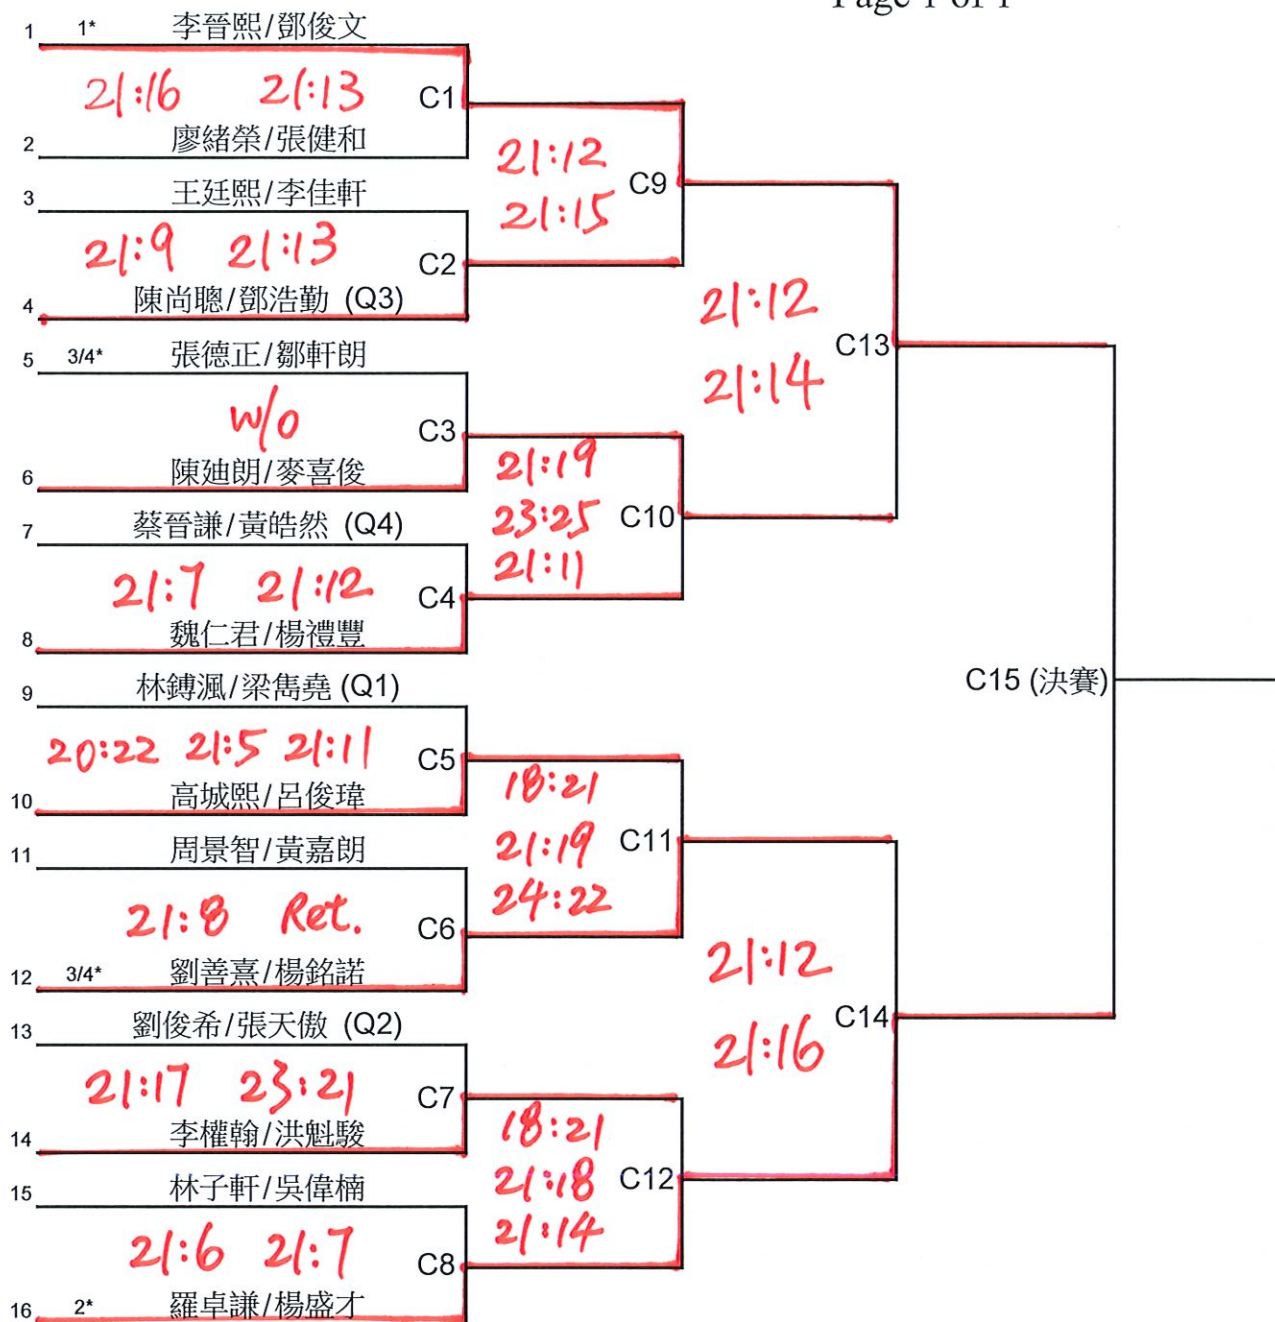 Page 1 of 1
1 1* 李晉熙/鄧俊文
21:16 21:13 C1
2 廖緒榮/張健和
21:12
21:15
C9
3 王廷熙/李佳軒
21:9 21:13 C2
4 陳尚聰/鄧浩勤 (Q3)
21:12
21:14
C13
5 3/4* 張德正/鄒軒朗
w/o C3
6 陳廸朗/麥喜俊
21:19
23:25
21:11
C10
7 蔡晉謙/黃皓然 (Q4)
21:7 21:12 C4
8 魏仁君/楊禮豐
C15 (決賽)
9 林鎛渢/梁雋堯 (Q1)
20:22 21:5 21:11 C5
10 高城熙/呂俊瑋
18:21
21:19
24:22
C11
11 周景智/黃嘉朗
21:8 Ret. C6
12 3/4* 劉善熹/楊銘諾
21:12
21:16
C14
13 劉俊希/張天傲 (Q2)
21:17 23:21 C7
14 李權翰/洪魁駿
18:21
21:18
21:14
C12
15 林子軒/吳偉楠
21:6 21:7 C8
16 2* 羅卓謙/楊盛才